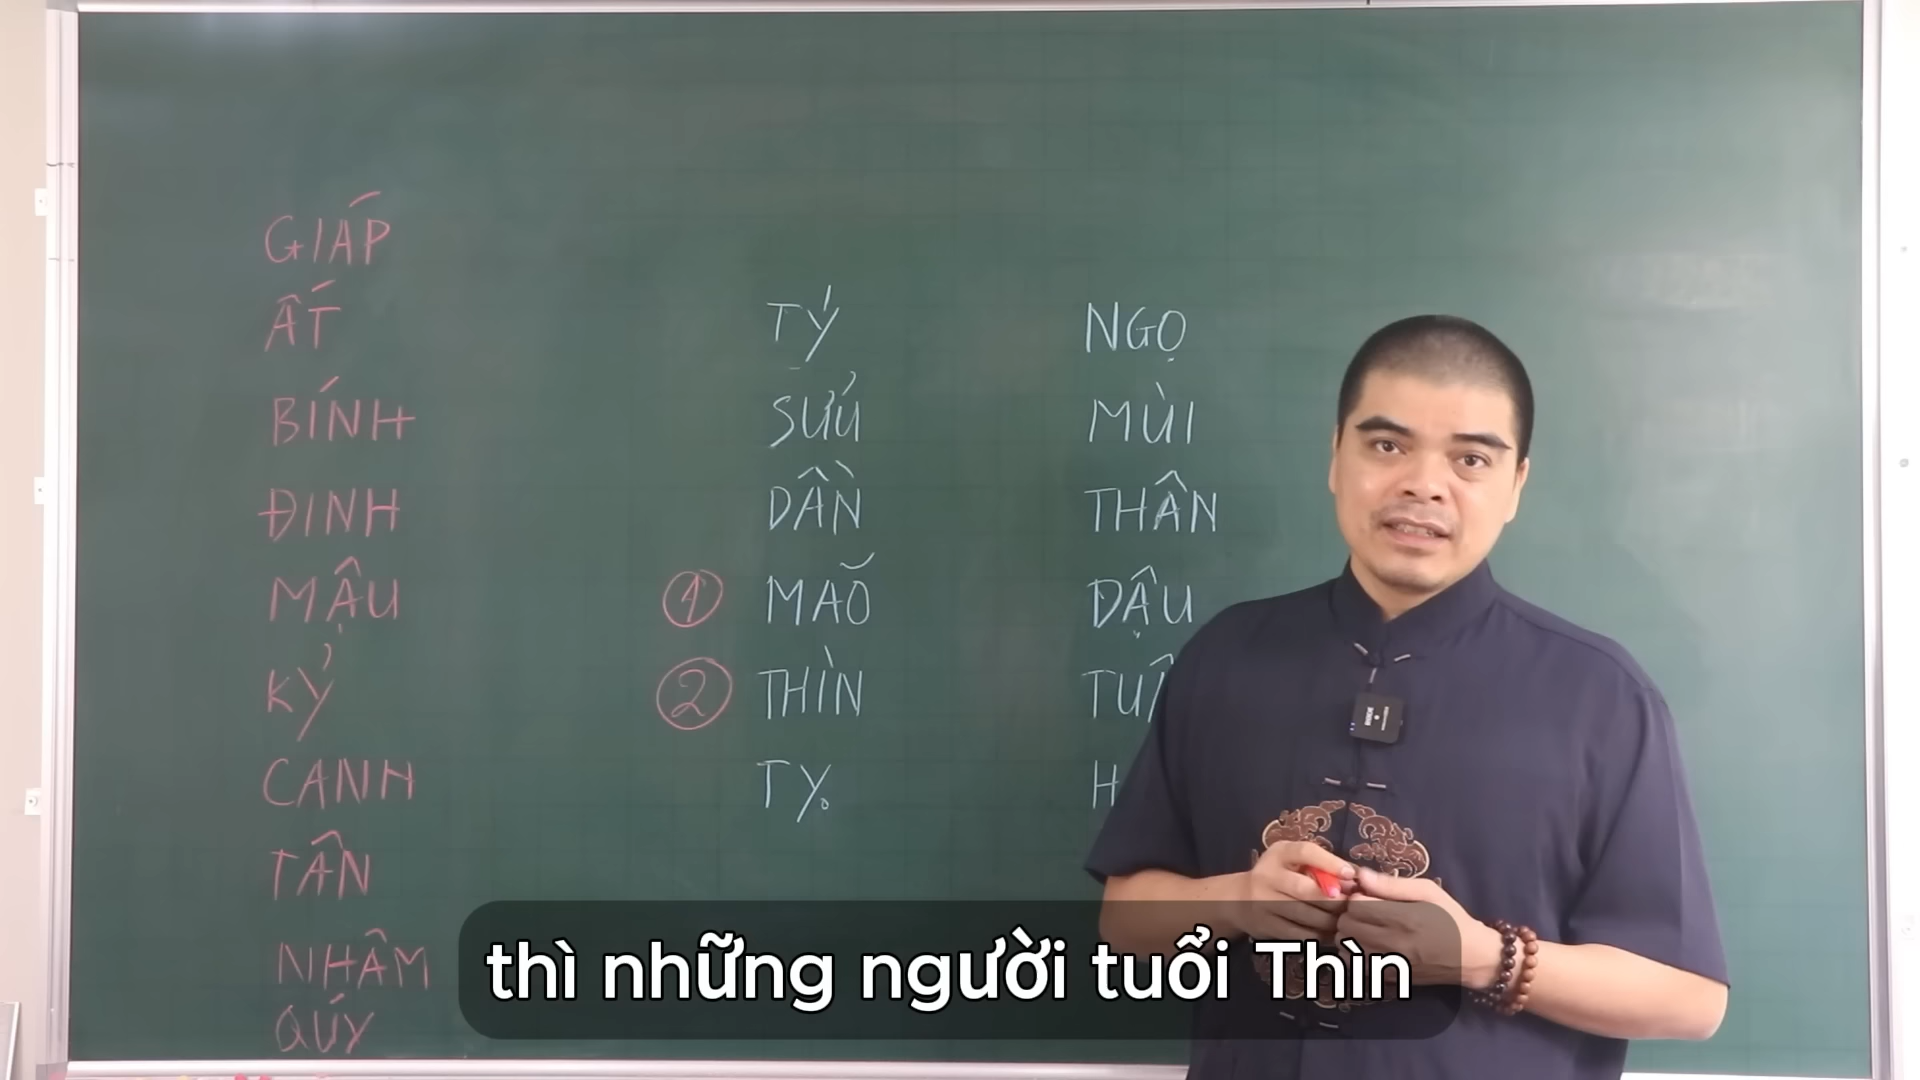 GIÁP
ẤT
BÍNH
ĐINH
MẬU
KỶ
CANH
TÂN
NHÂM
QUÝ
TÝ
SỬU
DẦN
① MÃO
② THÌN
TỴ
NGỌ
MÙI
THÂN
DẬU
TUÂ
H
thì những người tuổi Thìn